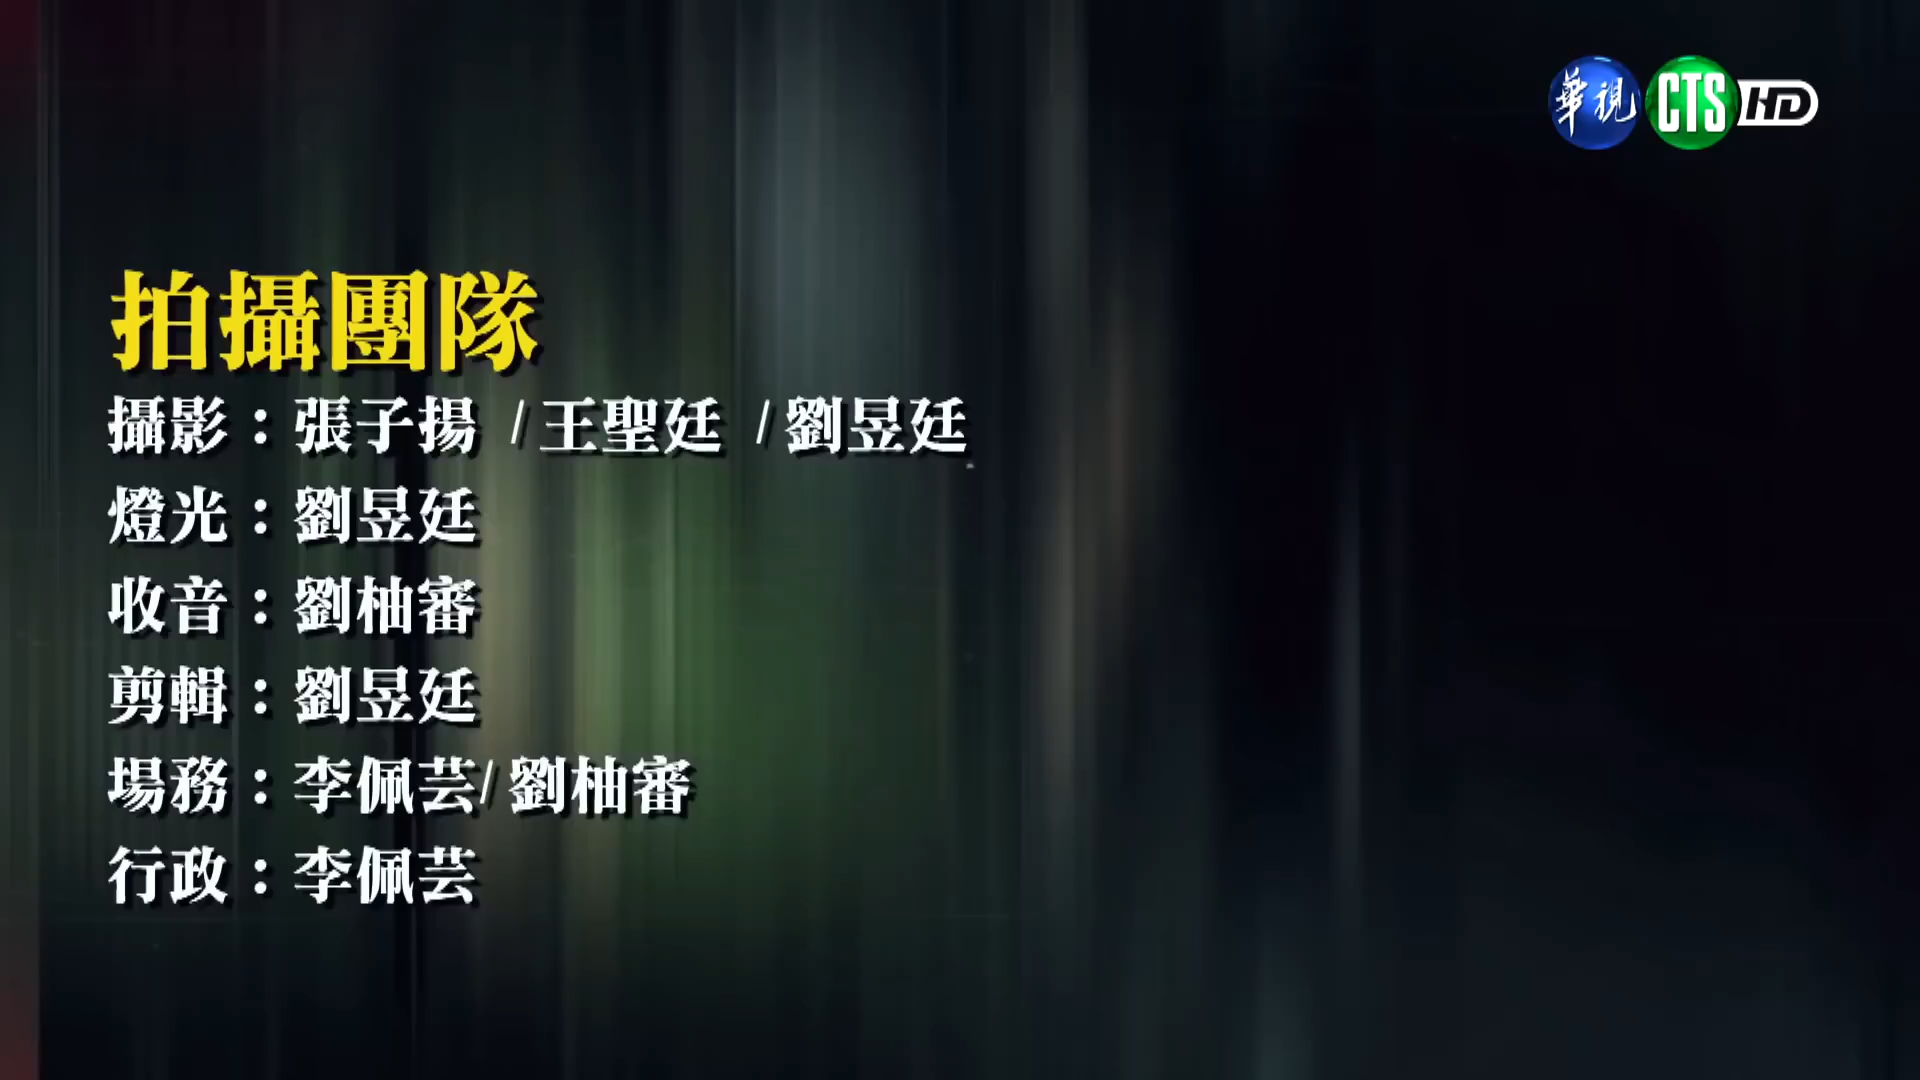 華視 CTS HD
拍攝團隊
攝影：張子揚 /王聖廷 /劉昱廷
燈光：劉昱廷
收音：劉柚審
剪輯：劉昱廷
場務：李佩芸/劉柚審
行政：李佩芸